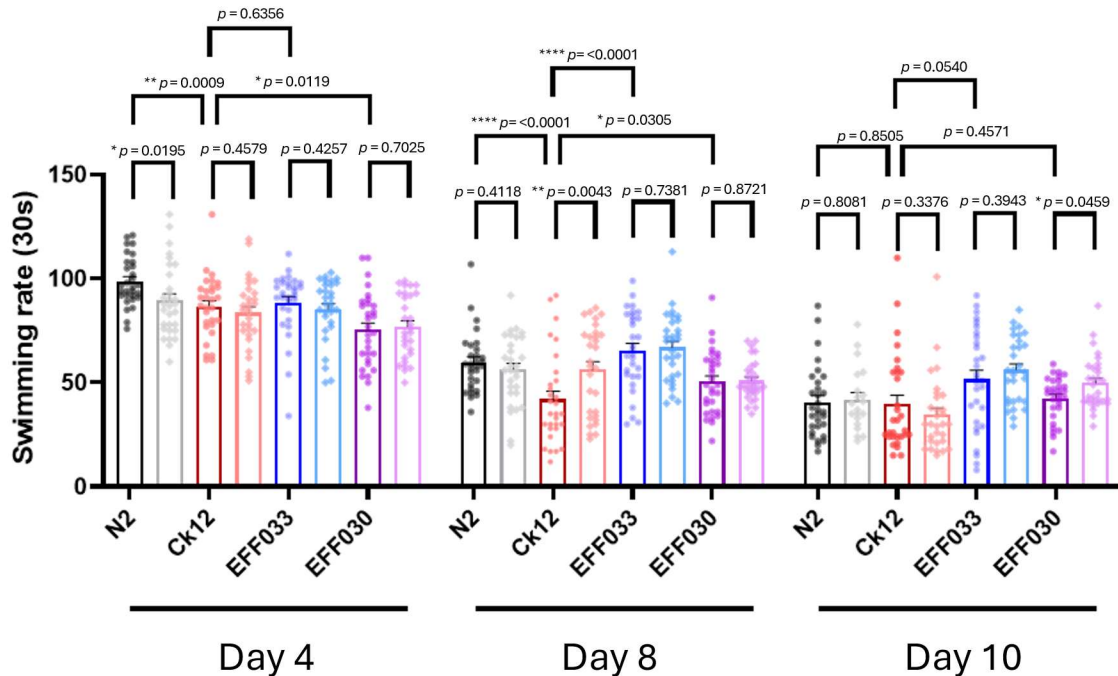 p = 0.6356
** p = 0.0009
* p = 0.0119
* p = 0.0195
p = 0.4579
p = 0.4257
p = 0.7025
**** p= <0.0001
**** p= <0.0001
* p = 0.0305
p = 0.4118
** p = 0.0043
p = 0.7381
p = 0.8721
p = 0.0540
p = 0.8505
p = 0.4571
p = 0.8081
p = 0.3376
p = 0.3943
* p = 0.0459
Swimming rate (30s)
150
100
50
0
N2
Ck12
EFF033
EFF030
N2
Ck12
EFF033
EFF030
N2
Ck12
EFF033
EFF030
Day 4
Day 8
Day 10